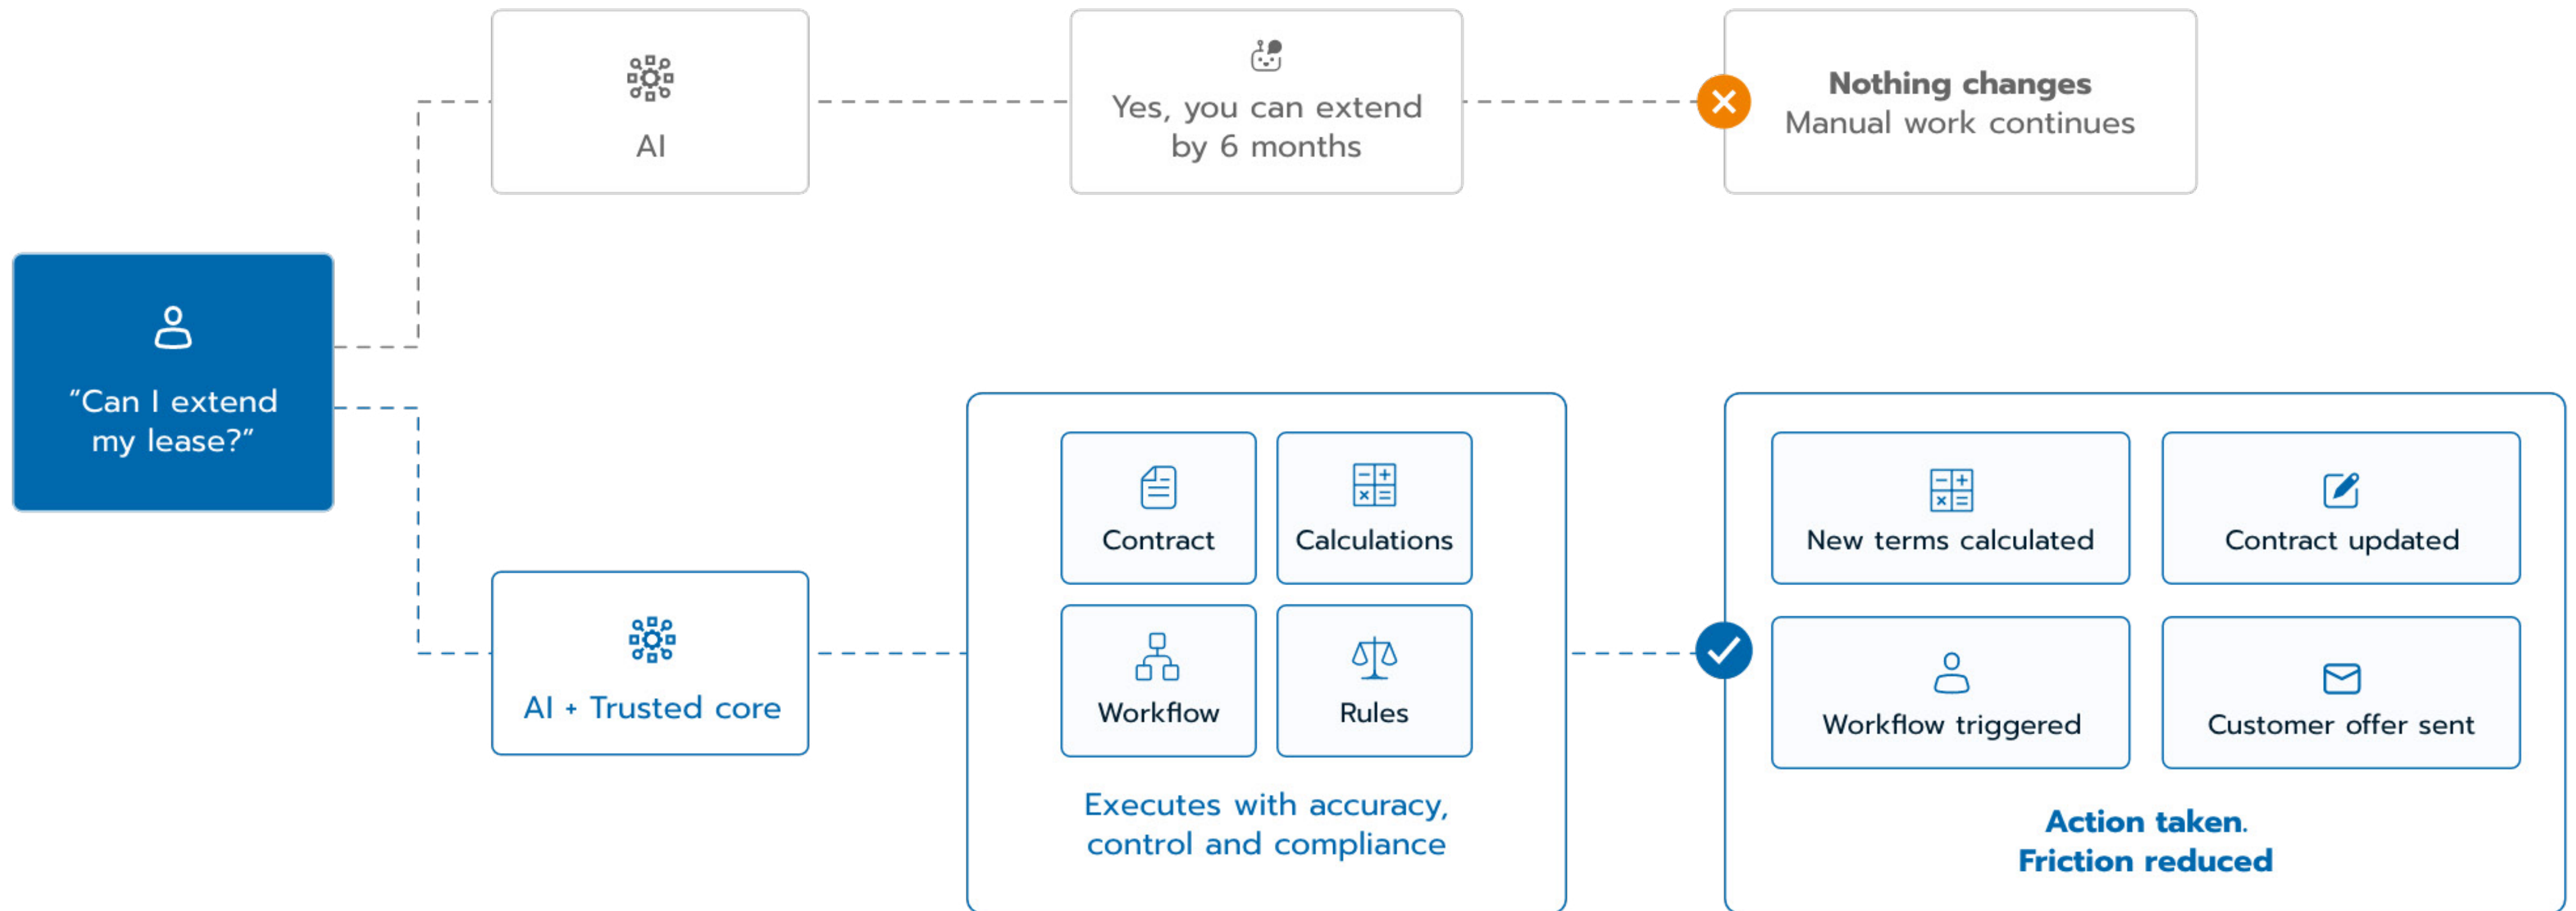 AI
Yes, you can extend
by 6 months
Nothing changes
Manual work continues
“Can I extend
my lease?”
AI + Trusted core
Contract
Calculations
Workflow
Rules
Executes with accuracy,
control and compliance
New terms calculated
Contract updated
Workflow triggered
Customer offer sent
Action taken.
Friction reduced